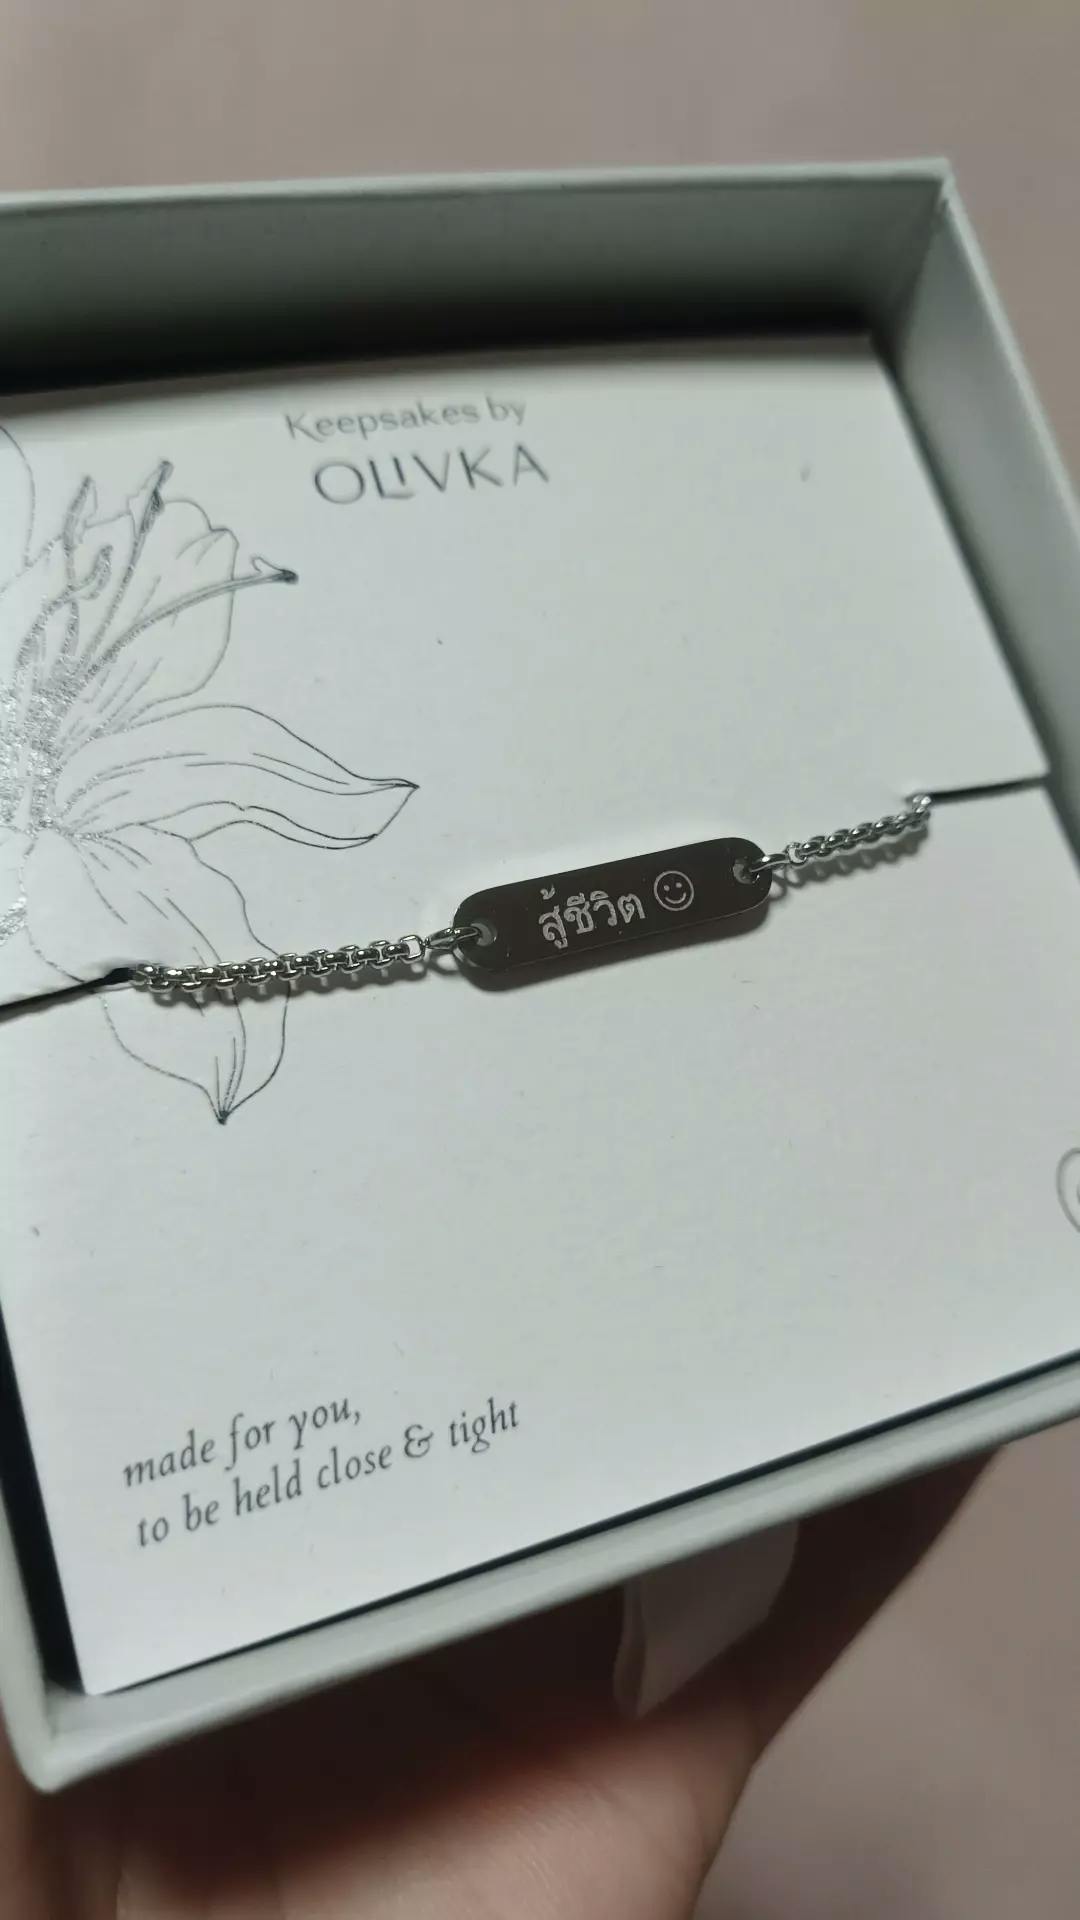 Keepsakes by
OLIVKA
สู้ชีวิต ☺
made for you,
to be held close & tight